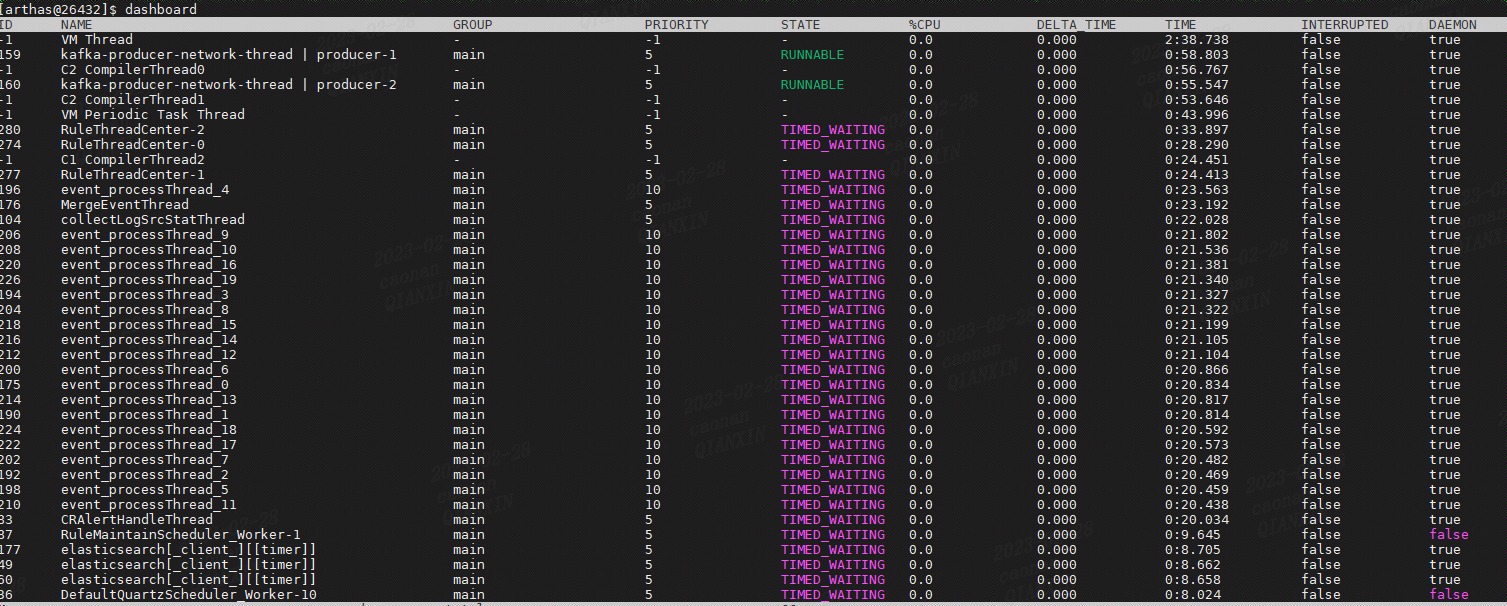 [arthas@26432]$ dashboard
ID NAME GROUP PRIORITY STATE %CPU DELTA_TIME TIME INTERRUPTED DAEMON
-1 VM Thread - -1 - 0.0 0.000 2:38.738 false true
159 kafka-producer-network-thread | producer-1 main 5 RUNNABLE 0.0 0.000 0:58.803 false true
-1 C2 CompilerThread0 - -1 - 0.0 0.000 0:56.767 false true
160 kafka-producer-network-thread | producer-2 main 5 RUNNABLE 0.0 0.000 0:55.547 false true
-1 C2 CompilerThread1 - -1 - 0.0 0.000 0:53.646 false true
-1 VM Periodic Task Thread - -1 - 0.0 0.000 0:43.996 false true
280 RuleThreadCenter-2 main 5 TIMED_WAITING 0.0 0.000 0:33.897 false true
274 RuleThreadCenter-0 main 5 TIMED_WAITING 0.0 0.000 0:28.290 false true
-1 C1 CompilerThread2 - -1 - 0.0 0.000 0:24.451 false true
277 RuleThreadCenter-1 main 5 TIMED_WAITING 0.0 0.000 0:24.413 false true
196 event_processThread_4 main 10 TIMED_WAITING 0.0 0.000 0:23.563 false true
176 MergeEventThread main 5 TIMED_WAITING 0.0 0.000 0:23.192 false true
104 collectLogSrcStatThread main 5 TIMED_WAITING 0.0 0.000 0:22.028 false true
206 event_processThread_9 main 10 TIMED_WAITING 0.0 0.000 0:21.802 false true
208 event_processThread_10 main 10 TIMED_WAITING 0.0 0.000 0:21.536 false true
220 event_processThread_16 main 10 TIMED_WAITING 0.0 0.000 0:21.381 false true
226 event_processThread_19 main 10 TIMED_WAITING 0.0 0.000 0:21.340 false true
194 event_processThread_3 main 10 TIMED_WAITING 0.0 0.000 0:21.327 false true
204 event_processThread_8 main 10 TIMED_WAITING 0.0 0.000 0:21.322 false true
218 event_processThread_15 main 10 TIMED_WAITING 0.0 0.000 0:21.199 false true
216 event_processThread_14 main 10 TIMED_WAITING 0.0 0.000 0:21.105 false true
212 event_processThread_12 main 10 TIMED_WAITING 0.0 0.000 0:21.104 false true
200 event_processThread_6 main 10 TIMED_WAITING 0.0 0.000 0:20.866 false true
175 event_processThread_0 main 10 TIMED_WAITING 0.0 0.000 0:20.834 false true
214 event_processThread_13 main 10 TIMED_WAITING 0.0 0.000 0:20.817 false true
190 event_processThread_1 main 10 TIMED_WAITING 0.0 0.000 0:20.814 false true
224 event_processThread_18 main 10 TIMED_WAITING 0.0 0.000 0:20.592 false true
222 event_processThread_17 main 10 TIMED_WAITING 0.0 0.000 0:20.573 false true
202 event_processThread_7 main 10 TIMED_WAITING 0.0 0.000 0:20.482 false true
192 event_processThread_2 main 10 TIMED_WAITING 0.0 0.000 0:20.469 false true
198 event_processThread_5 main 10 TIMED_WAITING 0.0 0.000 0:20.459 false true
210 event_processThread_11 main 10 TIMED_WAITING 0.0 0.000 0:20.438 false true
83 CRAlertHandleThread main 5 TIMED_WAITING 0.0 0.000 0:20.034 false true
87 RuleMaintainScheduler_Worker-1 main 5 TIMED_WAITING 0.0 0.000 0:9.645 false false
177 elasticsearch[_client_][[timer]] main 5 TIMED_WAITING 0.0 0.000 0:8.705 false true
49 elasticsearch[_client_][[timer]] main 5 TIMED_WAITING 0.0 0.000 0:8.662 false true
60 elasticsearch[_client_][[timer]] main 5 TIMED_WAITING 0.0 0.000 0:8.658 false true
36 DefaultQuartzScheduler_Worker-10 main 5 TIMED_WAITING 0.0 0.000 0:8.024 false false